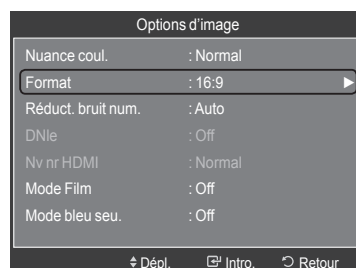 Options d’image
Nuance coul. : Normal
Format : 16:9
Réduct. bruit num. : Auto
DNIe : Off
Nv nr HDMI : Normal
Mode Film : Off
Mode bleu seu. : Off
Dépl. Intro. Retour